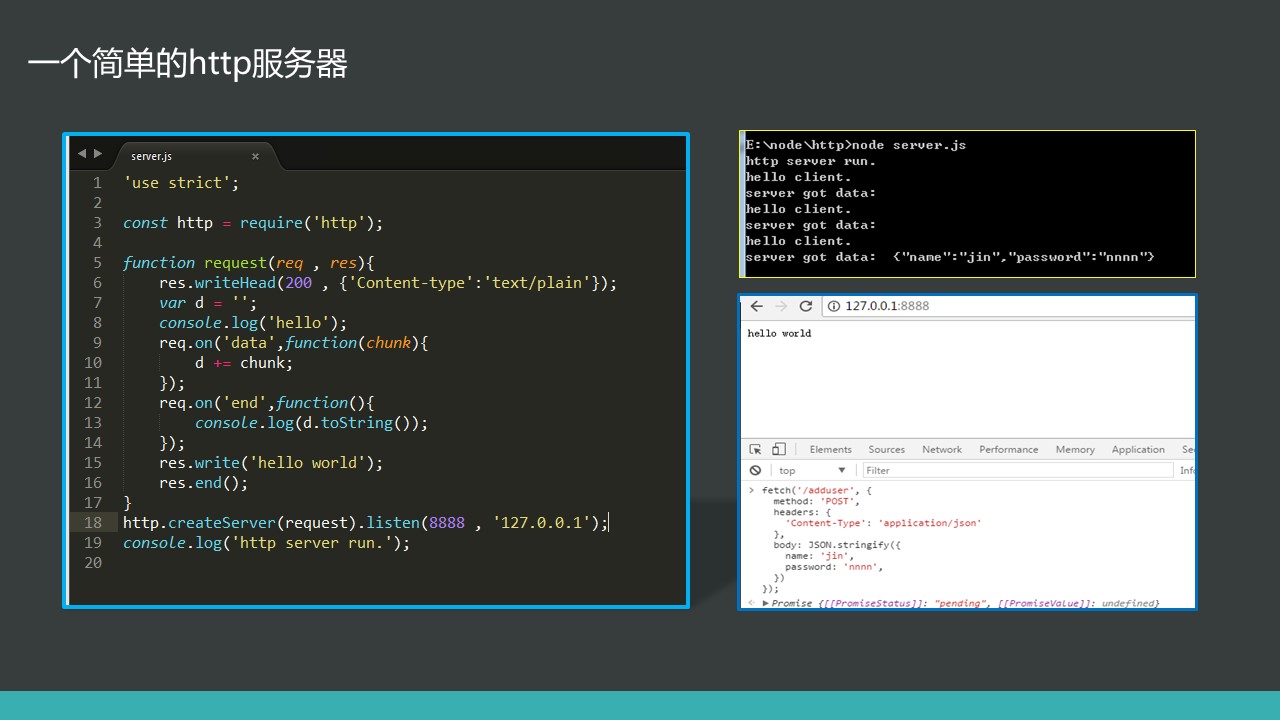 一个简单的http服务器
server.js
1 'use strict';
2
3 const http = require('http');
4
5 function request(req , res){
6 res.writeHead(200 , {'Content-type':'text/plain'});
7 var d = '';
8 console.log('hello');
9 req.on('data',function(chunk){
10 d += chunk;
11 });
12 req.on('end',function(){
13 console.log(d.toString());
14 });
15 res.write('hello world');
16 res.end();
17 }
18 http.createServer(request).listen(8888 , '127.0.0.1');
19 console.log('http server run.');
20
E:\node\http>node server.js
http server run.
hello client.
server got data:
hello client.
server got data:
hello client.
server got data: {"name":"jin","password":"nnnn"}
127.0.0.1:8888
hello world
Elements Sources Network Performance Memory Application Se
top Filter Info
> fetch('/adduser', {
method: 'POST',
headers: {
'Content-Type': 'application/json'
},
body: JSON.stringify({
name: 'jin',
password: 'nnnn',
})
});
Promise {[[PromiseStatus]]: "pending", [[PromiseValue]]: undefined}